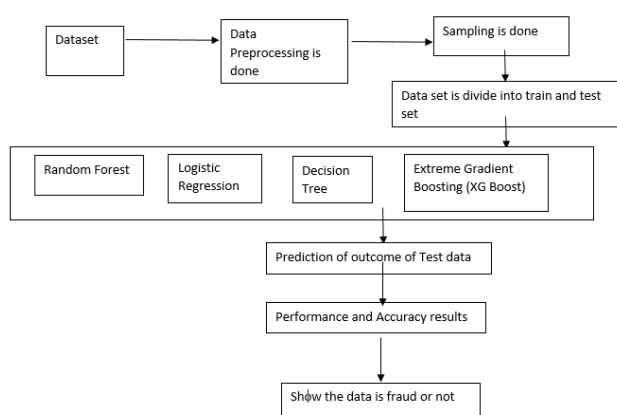 Dataset
Data
Preprocessing is
done
Sampling is done
Data set is divide into train and test
set
Random Forest
Logistic
Regression
Decision
Tree
Extreme Gradient
Boosting (XG Boost)
Prediction of outcome of Test data
Performance and Accuracy results
Show the data is fraud or not